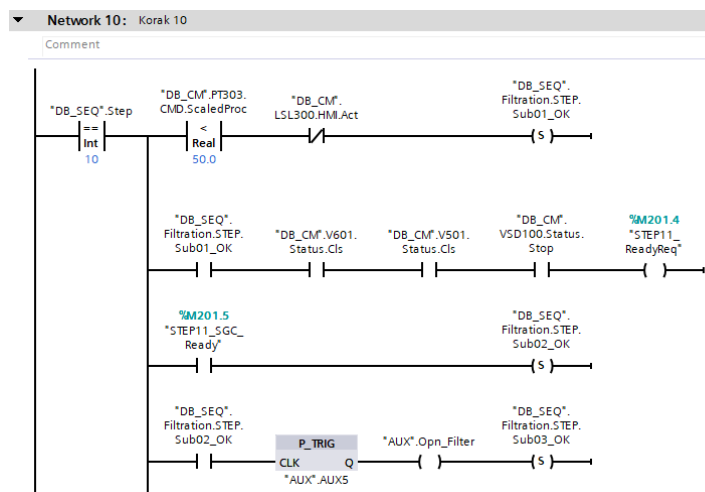 Network 10: Korak 10
Comment
"DB_SEQ".Step
==
Int
10
"DB_CM".PT303.
CMD.ScaledProc
<
Real
50.0
"DB_CM".
LSL300.HMI.Act
"DB_SEQ".
Filtration.STEP.
Sub01_OK
S
"DB_SEQ".
Filtration.STEP.
Sub01_OK
"DB_CM".V601.
Status.Cls
"DB_CM".V501.
Status.Cls
"DB_CM".
VSD100.Status.
Stop
%M201.4
"STEP11_
ReadyReq"
%M201.5
"STEP11_SGC_
Ready"
"DB_SEQ".
Filtration.STEP.
Sub02_OK
S
"DB_SEQ".
Filtration.STEP.
Sub02_OK
P_TRIG
CLK Q
"AUX".AUX5
"AUX".Opn_Filter
"DB_SEQ".
Filtration.STEP.
Sub03_OK
S